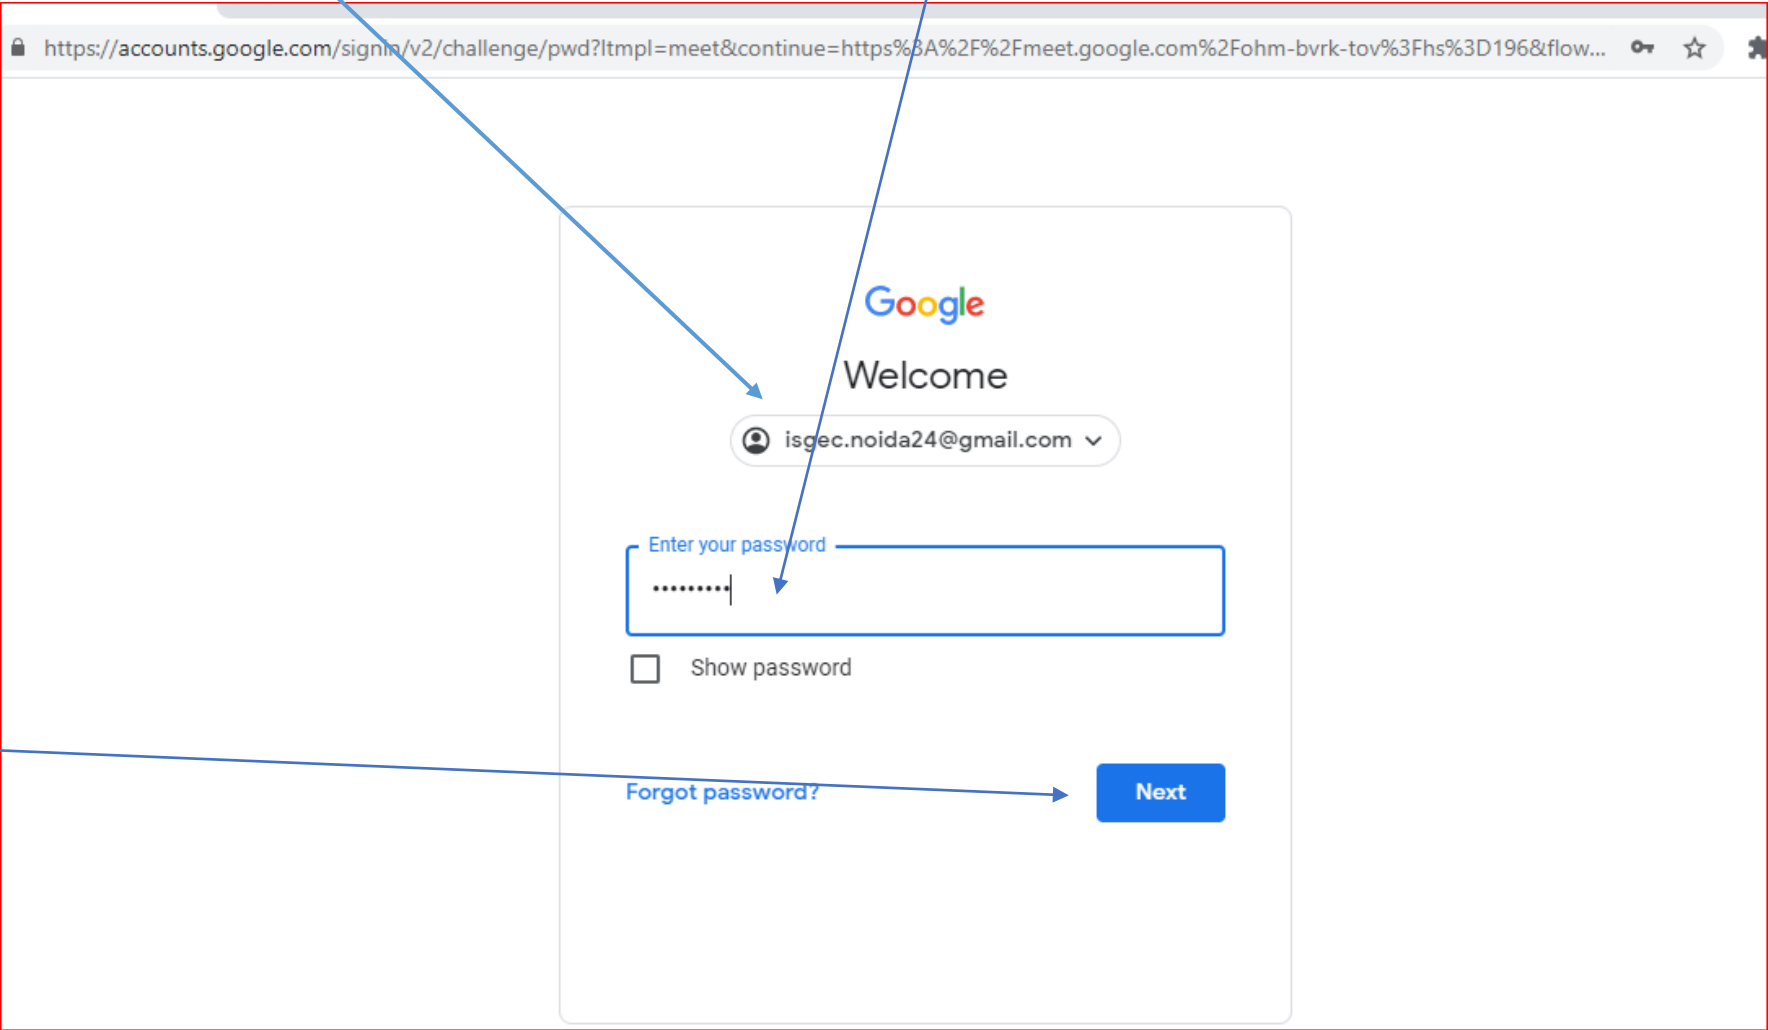 https://accounts.google.com/signin/v2/challenge/pwd?ltmpl=meet&continue=https%3A%2F%2Fmeet.google.com%2Fohm-bvrk-tov%3Fhs%3D196&flow...
Google
Welcome
isgec.noida24@gmail.com
Enter your password
•••••••••
Show password
Forgot password?
Next